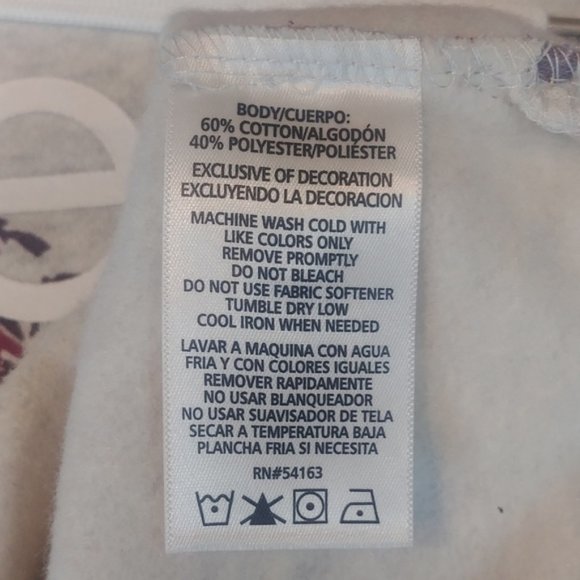 BODY/CUERPO:
60% COTTON/ALGODÓN
40% POLYESTER/POLIÉSTER
EXCLUSIVE OF DECORATION
EXCLUYENDO LA DECORACION
MACHINE WASH COLD WITH
LIKE COLORS ONLY
REMOVE PROMPTLY
DO NOT BLEACH
DO NOT USE FABRIC SOFTENER
TUMBLE DRY LOW
COOL IRON WHEN NEEDED
LAVAR A MAQUINA CON AGUA
FRIA Y CON COLORES IGUALES
REMOVER RAPIDAMENTE
NO USAR BLANQUEADOR
NO USAR SUAVISADOR DE TELA
SECAR A TEMPERATURA BAJA
PLANCHA FRIA SI NECESITA
RN#54163